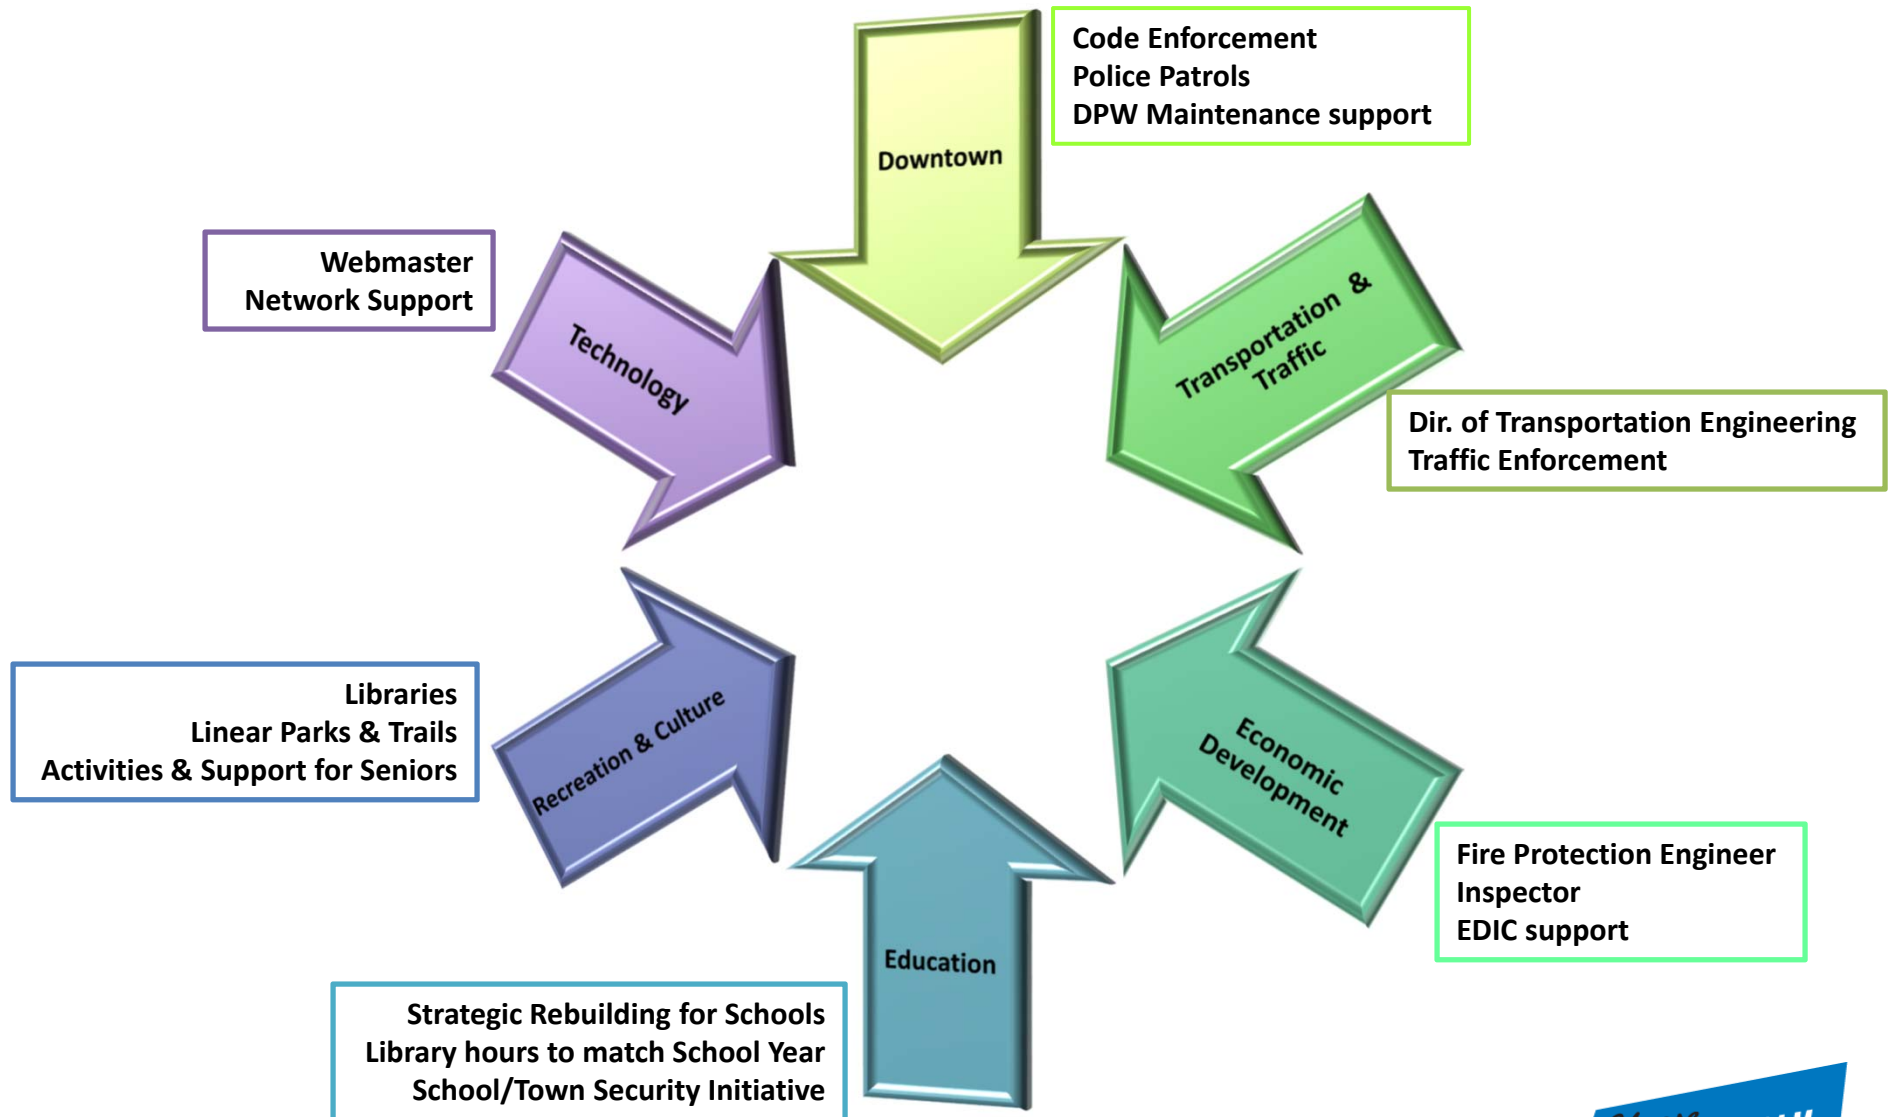 Code Enforcement
Police Patrols
DPW Maintenance support
Downtown
Webmaster
Network Support
Technology
Transportation &
Traffic
Dir. of Transportation Engineering
Traffic Enforcement
Libraries
Linear Parks & Trails
Activities & Support for Seniors
Recreation & Culture
Economic
Development
Fire Protection Engineer
Inspector
EDIC support
Education
Strategic Rebuilding for Schools
Library hours to match School Year
School/Town Security Initiative